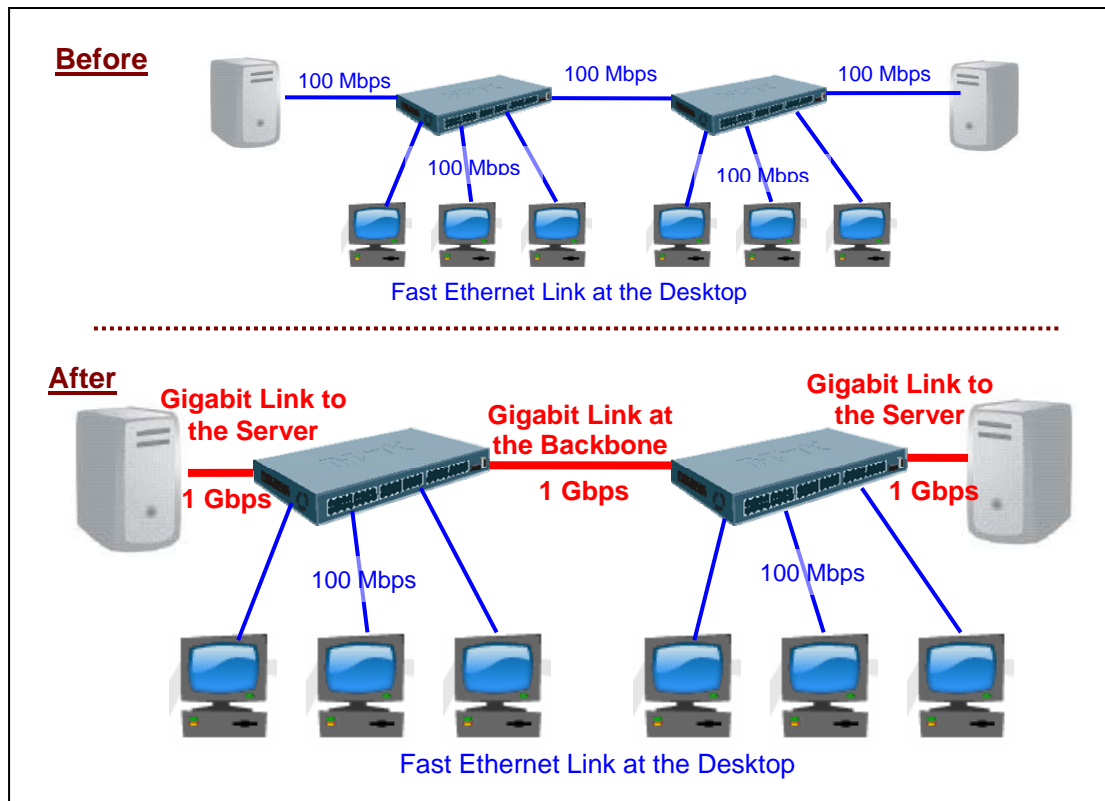 Before
100 Mbps
100 Mbps
100 Mbps
100 Mbps
100 Mbps
Fast Ethernet Link at the Desktop
After
Gigabit Link to
the Server
Gigabit Link at
the Backbone
Gigabit Link to
the Server
1 Gbps
1 Gbps
1 Gbps
100 Mbps
100 Mbps
Fast Ethernet Link at the Desktop